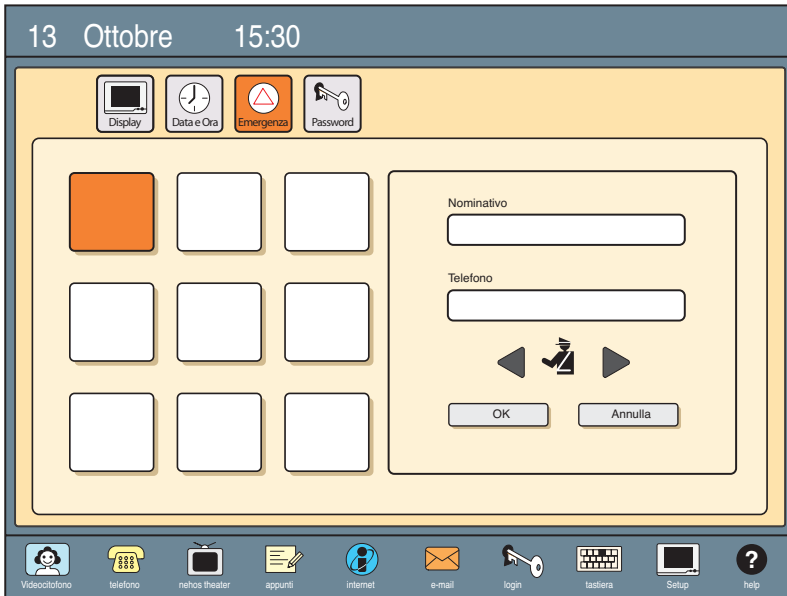 13 Ottobre 15:30
Display Data e Ora Emergenza Password
Nominativo
Telefono
OK Annulla
Videocitofono telefono nehos theater appunti internet e-mail login tastiera Setup help